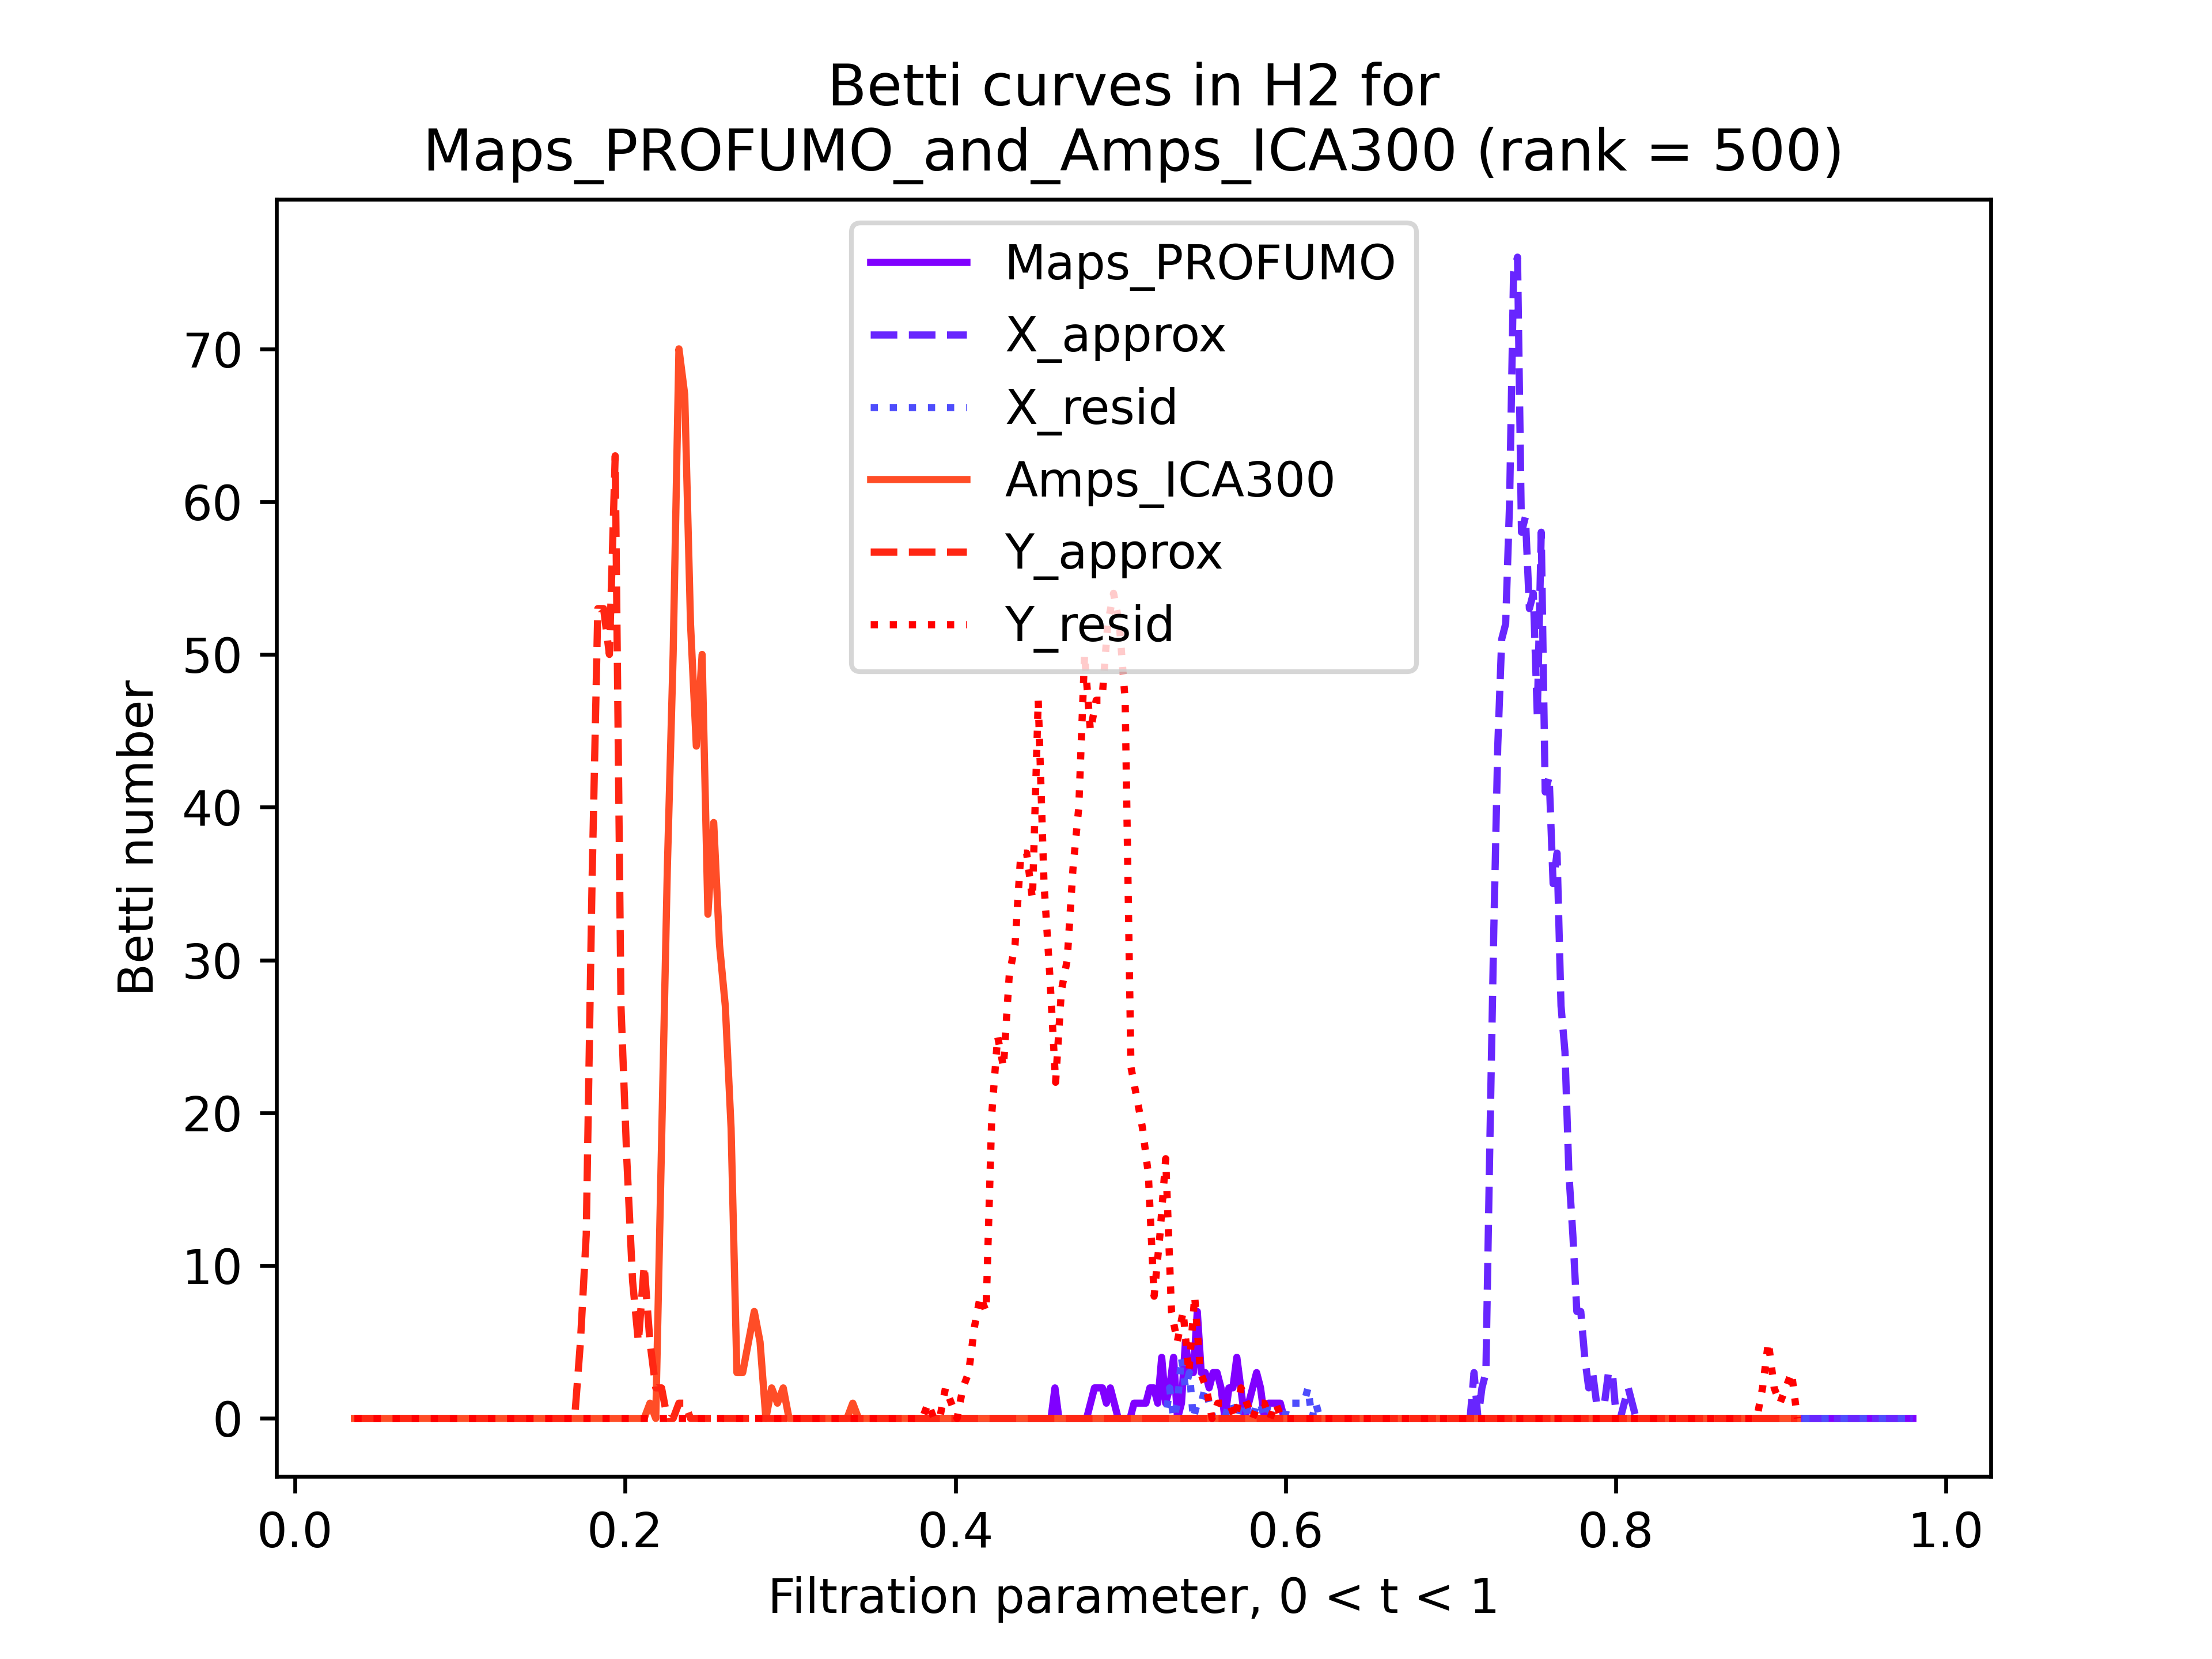 Betti curves in H2 for
Maps_PROFUMO_and_Amps_ICA300 (rank = 500)
Maps_PROFUMO
X_approx
X_resid
Amps_ICA300
Y_approx
Y_resid
Betti number
70
60
50
40
30
20
10
0
0.0 0.2 0.4 0.6 0.8 1.0
Filtration parameter, 0 < t < 1